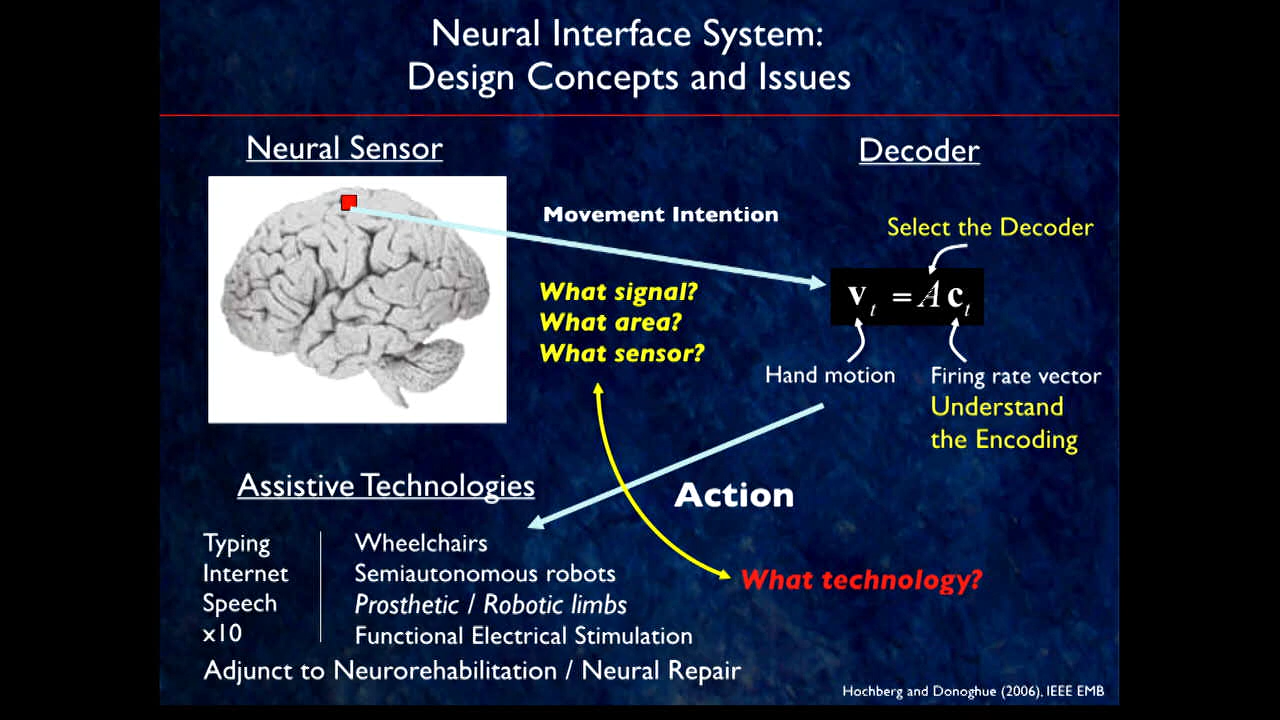 Neural Interface System:
Design Concepts and Issues
Neural Sensor
Decoder
Movement Intention
Select the Decoder
What signal?
What area?
What sensor?
v_t = A c_t
Hand motion
Firing rate vector
Understand
the Encoding
Assistive Technologies
Action
Typing
Internet
Speech
x10
Wheelchairs
Semiautonomous robots
Prosthetic / Robotic limbs
Functional Electrical Stimulation
What technology?
Adjunct to Neurorehabilitation / Neural Repair
Hochberg and Donoghue (2006), IEEE EMB